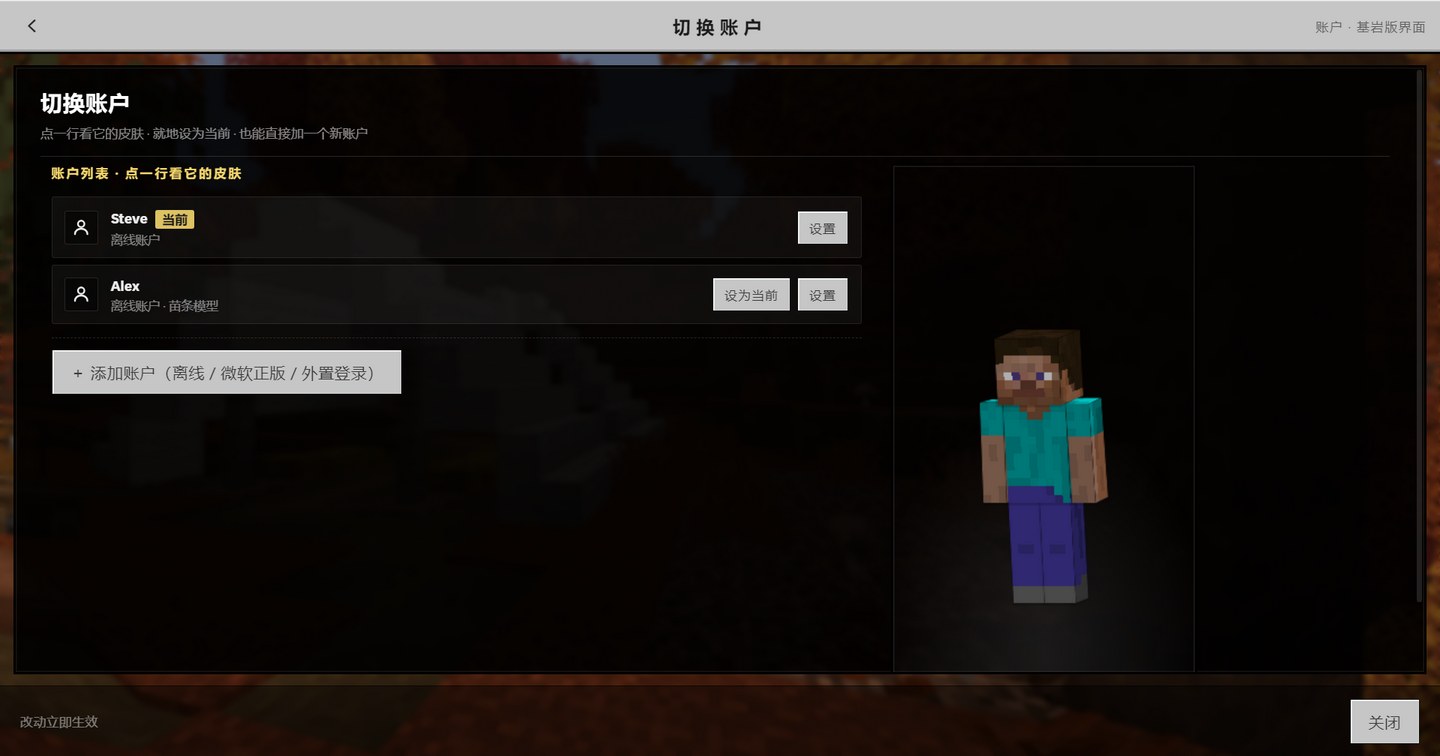 切换账户
账户 · 基岩版界面
切换账户
点一行看它的皮肤 · 就地设为当前 · 也能直接加一个新账户
账户列表 · 点一行看它的皮肤
Steve 当前
离线账户
设置
Alex
离线账户 · 苗条模型
设为当前 设置
+ 添加账户（离线 / 微软正版 / 外置登录）
改动立即生效
关闭